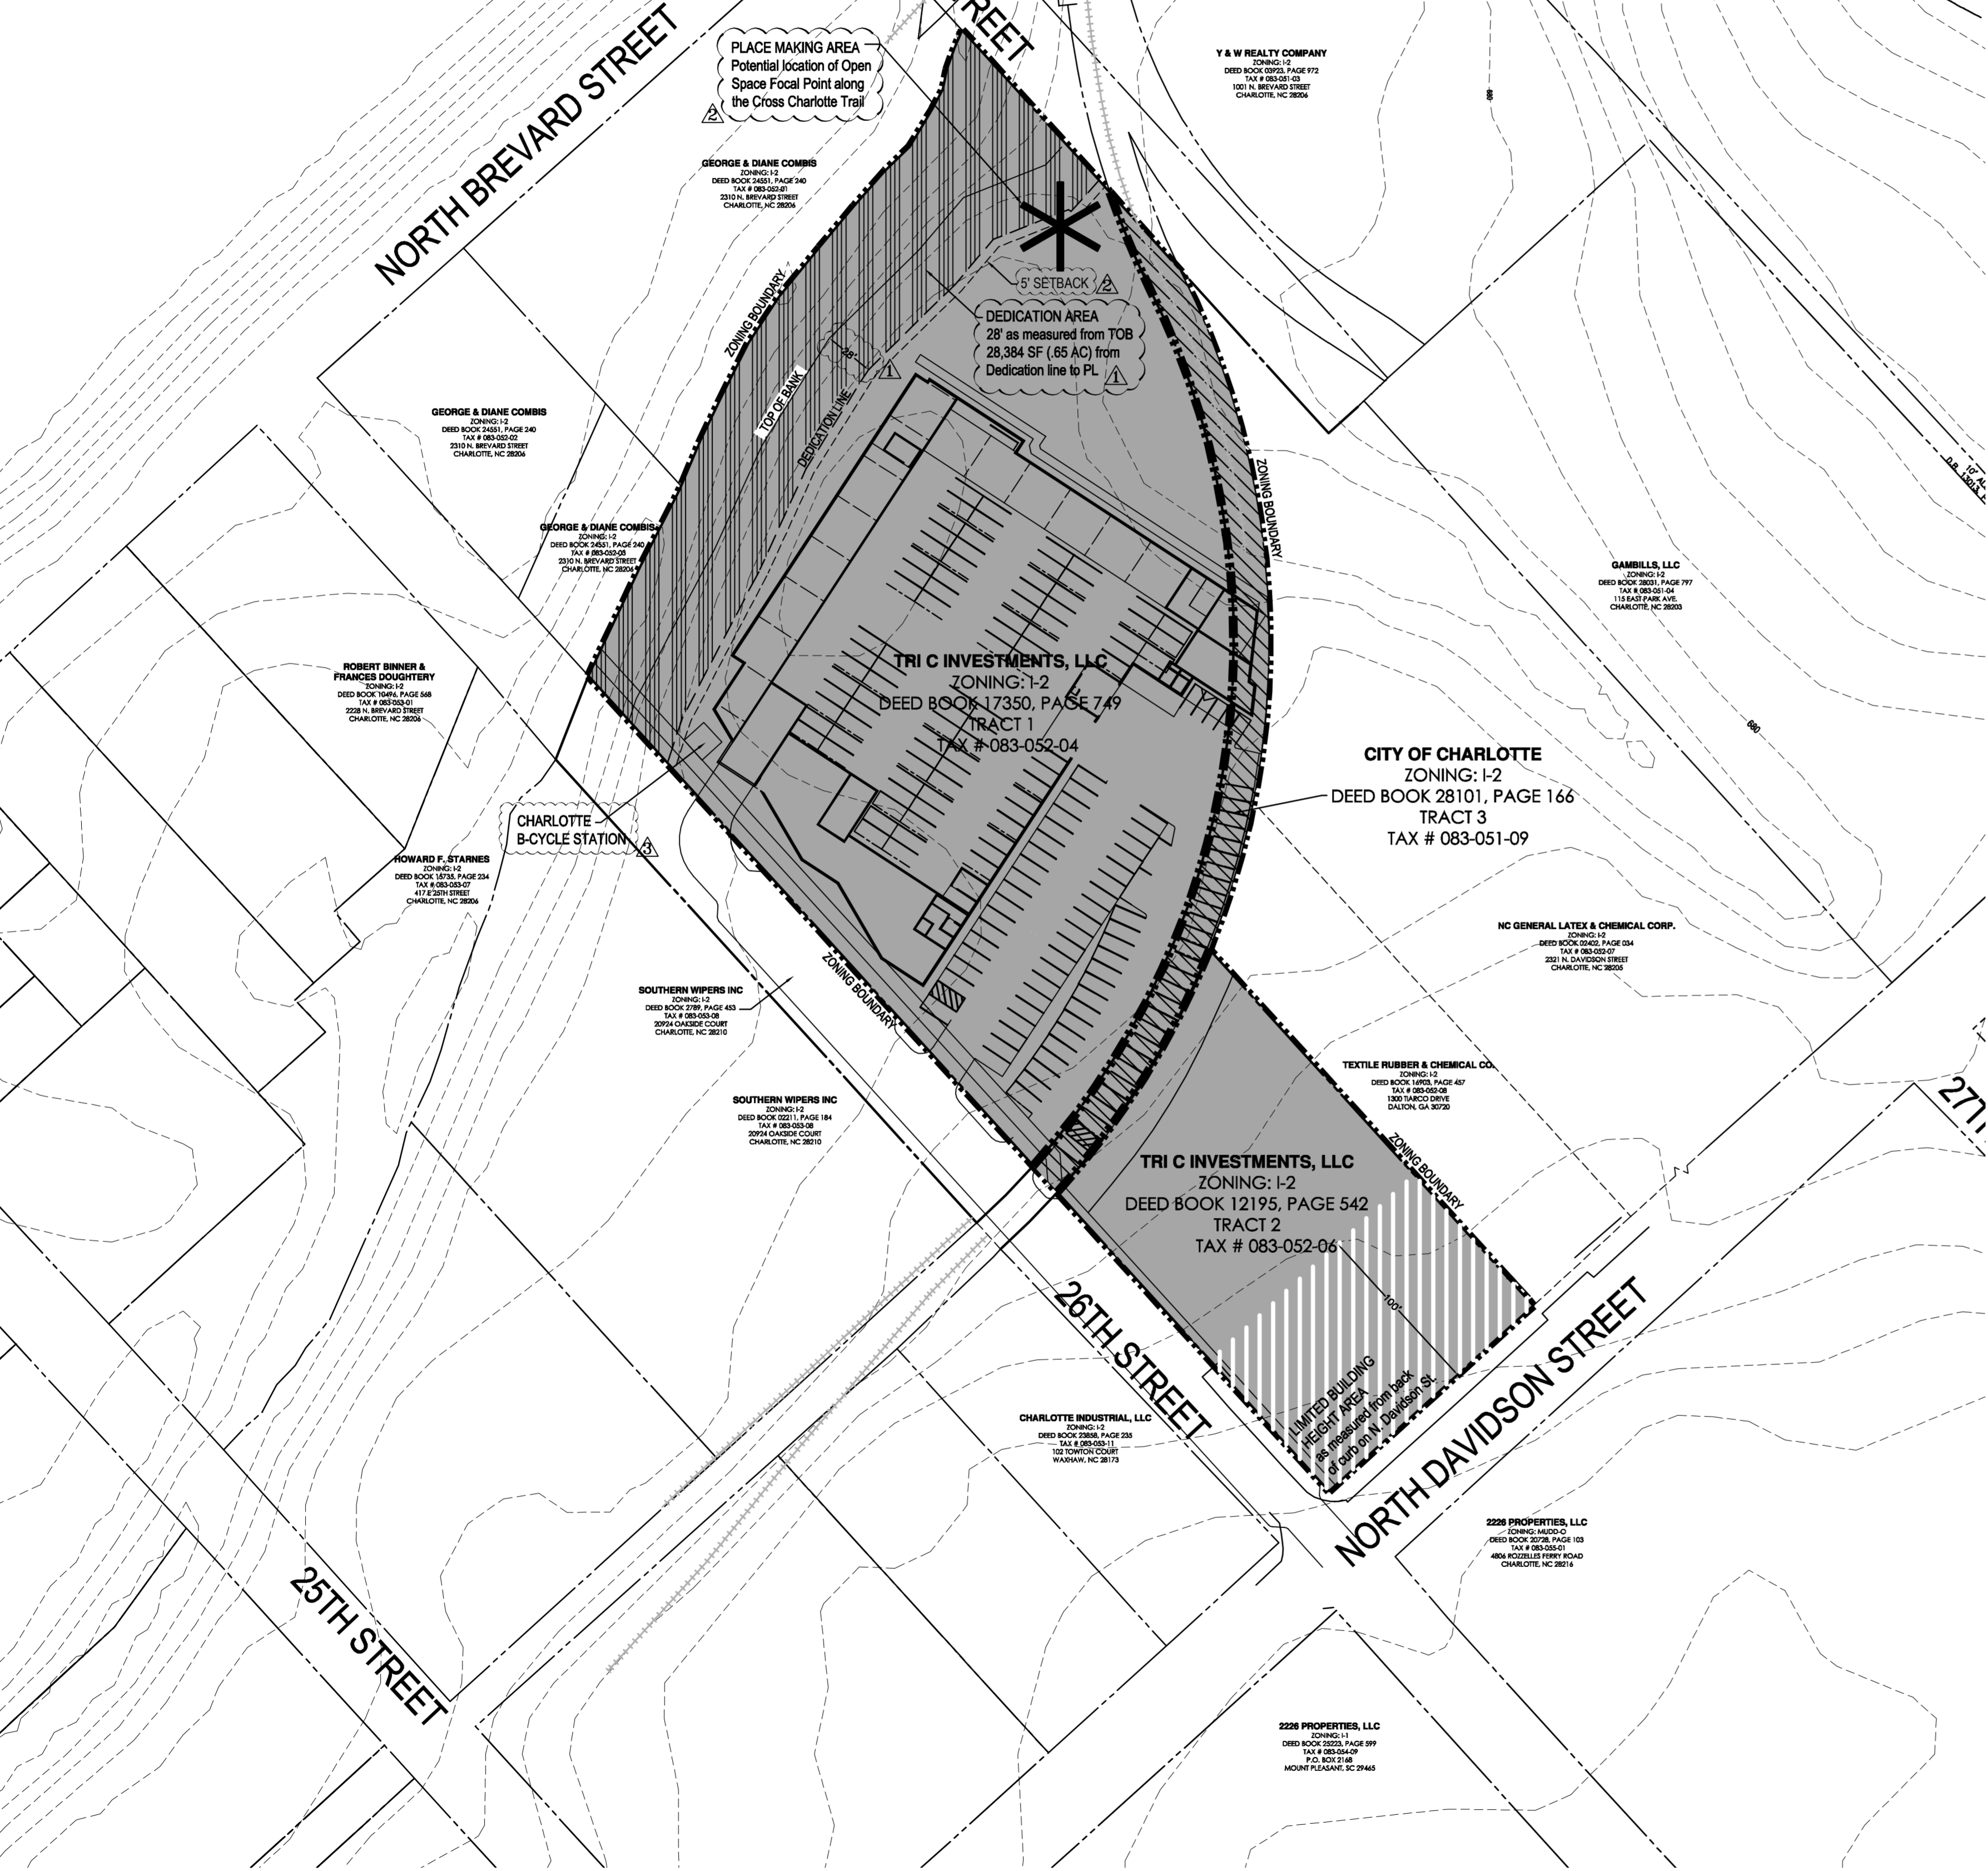 NORTH BREVARD STREET
REET
PLACE MAKING AREA
Potential location of Open
Space Focal Point along
the Cross Charlotte Trail
2
Y & W REALTY COMPANY
ZONING: I-2
DEED BOOK 03923, PAGE 972
TAX # 083-051-03
1001 N. BREVARD STREET
CHARLOTTE, NC 28206
680
GEORGE & DIANE COMBIS
ZONING: I-2
DEED BOOK 24551, PAGE 240
TAX # 083-052-01
2310 N. BREVARD STREET
CHARLOTTE, NC 28206
ZONING BOUNDARY
5' SETBACK
2
DEDICATION AREA
28' as measured from TOB
28,384 SF (.65 AC) from
Dedication line to PL
1
28'
1
TOP OF BANK
DEDICATION LINE
GEORGE & DIANE COMBIS
ZONING: I-2
DEED BOOK 24551, PAGE 240
TAX # 083-052-02
2310 N. BREVARD STREET
CHARLOTTE, NC 28206
ZONING BOUNDARY
10'
GEORGE & DIANE COMBIS
ZONING: I-2
DEED BOOK 24551, PAGE 240
TAX # 083-052-03
2310 N. BREVARD STREET
CHARLOTTE, NC 28206
GAMBILLS, LLC
ZONING: I-2
DEED BOOK 28031, PAGE 797
TAX # 083-051-04
115 EAST PARK AVE.
CHARLOTTE, NC 28203
ROBERT BINNER &
FRANCES DOUGHTERY
ZONING: I-2
DEED BOOK 10496, PAGE 568
TAX # 083-053-01
2228 N. BREVARD STREET
CHARLOTTE, NC 28206
TRI C INVESTMENTS, LLC
ZONING: I-2
DEED BOOK 17350, PAGE 749
TRACT 1
TAX # 083-052-04
680
CITY OF CHARLOTTE
ZONING: I-2
DEED BOOK 28101, PAGE 166
TRACT 3
TAX # 083-051-09
CHARLOTTE
B-CYCLE STATION
3
HOWARD F. STARNES
ZONING: I-2
DEED BOOK 15735, PAGE 234
TAX # 083-053-07
417 E 25TH STREET
CHARLOTTE, NC 28206
NC GENERAL LATEX & CHEMICAL CORP.
ZONING: I-2
DEED BOOK 02402, PAGE 034
TAX # 083-052-07
2321 N. DAVIDSON STREET
CHARLOTTE, NC 28205
ZONING BOUNDARY
SOUTHERN WIPERS INC
ZONING: I-2
DEED BOOK 2789, PAGE 453
TAX # 083-053-08
20924 OAKSIDE COURT
CHARLOTTE, NC 28210
TEXTILE RUBBER & CHEMICAL CO.
ZONING: I-2
DEED BOOK 16903, PAGE 457
TAX # 083-052-08
1300 TIARCO DRIVE
DALTON, GA 30720
SOUTHERN WIPERS INC
ZONING: I-2
DEED BOOK 02211, PAGE 184
TAX # 083-053-08
20924 OAKSIDE COURT
CHARLOTTE, NC 28210
27T
ZONING BOUNDARY
TRI C INVESTMENTS, LLC
ZONING: I-2
DEED BOOK 12195, PAGE 542
TRACT 2
TAX # 083-052-06
100'
26TH STREET
LIMITED BUILDING
HEIGHT AREA
as measured from back
of curb on N. Davidson St.
NORTH DAVIDSON STREET
CHARLOTTE INDUSTRIAL, LLC
ZONING: I-2
DEED BOOK 23858, PAGE 235
TAX # 083-053-11
102 TOWTON COURT
WAXHAW, NC 28173
2226 PROPERTIES, LLC
ZONING: MUDD-O
DEED BOOK 20728, PAGE 103
TAX # 083-055-01
4806 ROZZELLES FERRY ROAD
CHARLOTTE, NC 28216
25TH STREET
2226 PROPERTIES, LLC
ZONING: I-1
DEED BOOK 25223, PAGE 599
TAX # 083-054-09
P.O. BOX 2168
MOUNT PLEASANT, SC 29465